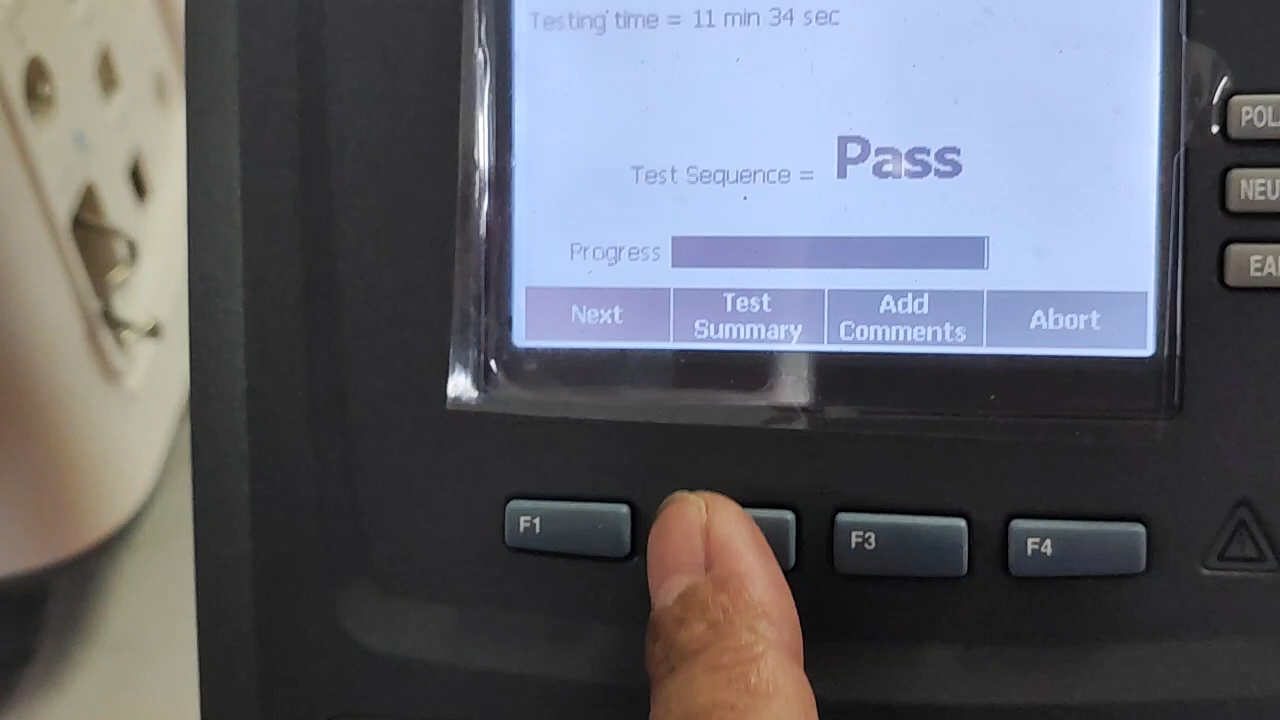 Testing time = 11 min 34 sec
Test Sequence = Pass
Progress
Next
Test Summary
Add Comments
Abort
F1
F3
F4
POL
NEU
EA